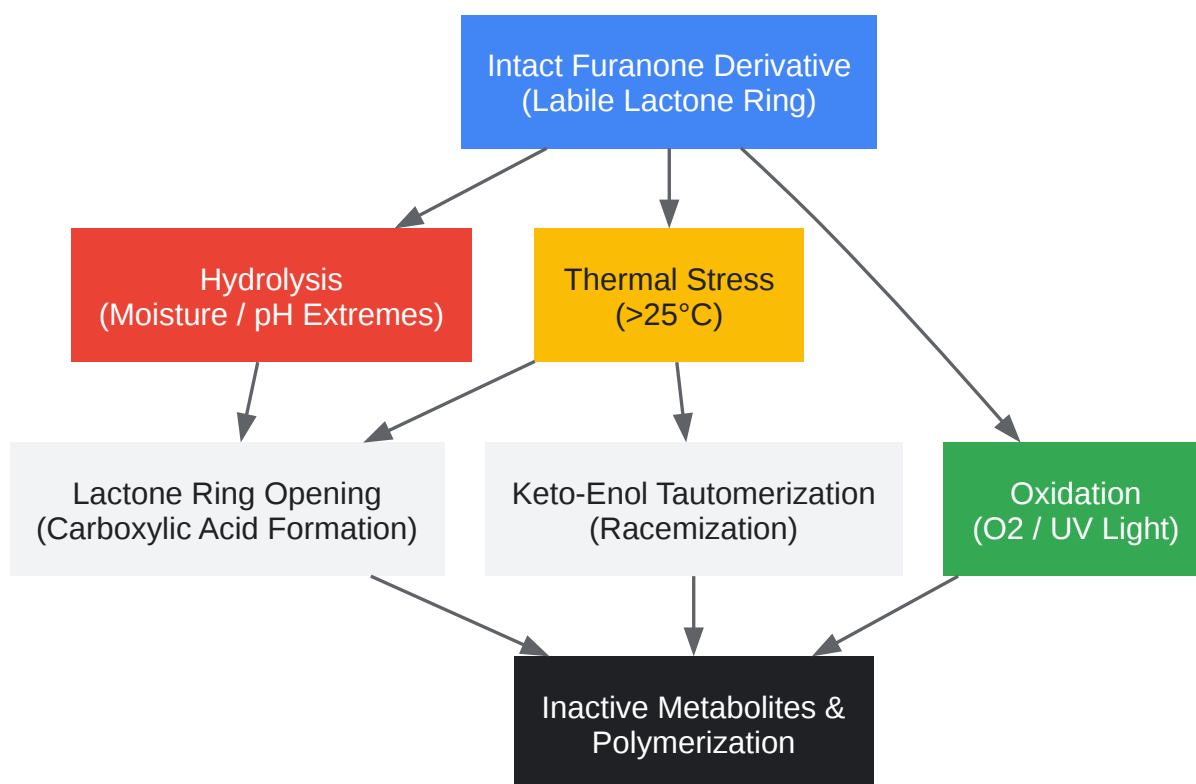 Intact Furanone Derivative
(Labile Lactone Ring)
Hydrolysis
(Moisture / pH Extremes)
Thermal Stress
(>25°C)
Lactone Ring Opening
(Carboxylic Acid Formation)
Keto-Enol Tautomerization
(Racemization)
Oxidation
(O2 / UV Light)
Inactive Metabolites &
Polymerization